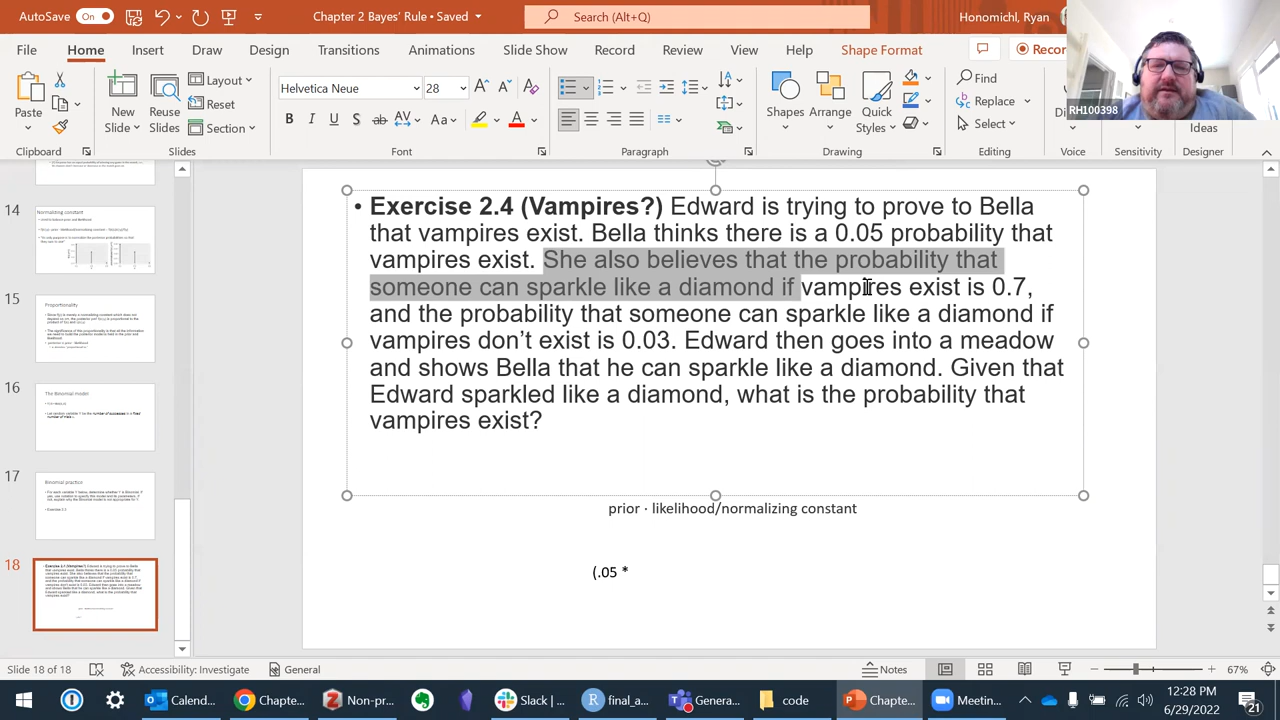 AutoSave On Chapter 2 Bayes' Rule • Saved Search (Alt+Q) Honomichl, Ryan
File Home Insert Draw Design Transitions Animations Slide Show Record Review View Help Shape Format Recor
Paste New Slide Reuse Slides Layout Reset Section Helvetica Neue 28 Shapes Arrange Quick Styles Find Replace Select Ideas
Clipboard Slides Font Paragraph Drawing Editing Voice Sensitivity Designer
RH100398
14
Normalizing constant
15
Proportionality
16
The Binomial model
17
Binomial practice
18
• Exercise 2.4 (Vampires?) Edward is trying to prove to Bella
that vampires exist. Bella thinks there is a 0.05 probability that
vampires exist. She also believes that the probability that
someone can sparkle like a diamond if vampires exist is 0.7,
and the probability that someone can sparkle like a diamond if
vampires don’t exist is 0.03. Edward then goes into a meadow
and shows Bella that he can sparkle like a diamond. Given that
Edward sparkled like a diamond, what is the probability that
vampires exist?
prior · likelihood/normalizing constant
(.05 *
Slide 18 of 18 Accessibility: Investigate General Notes 67%
Calend... Chapte... Non-pr... Slack |... final_a... Genera... code Chapte... Meetin... 12:28 PM
6/29/2022 21